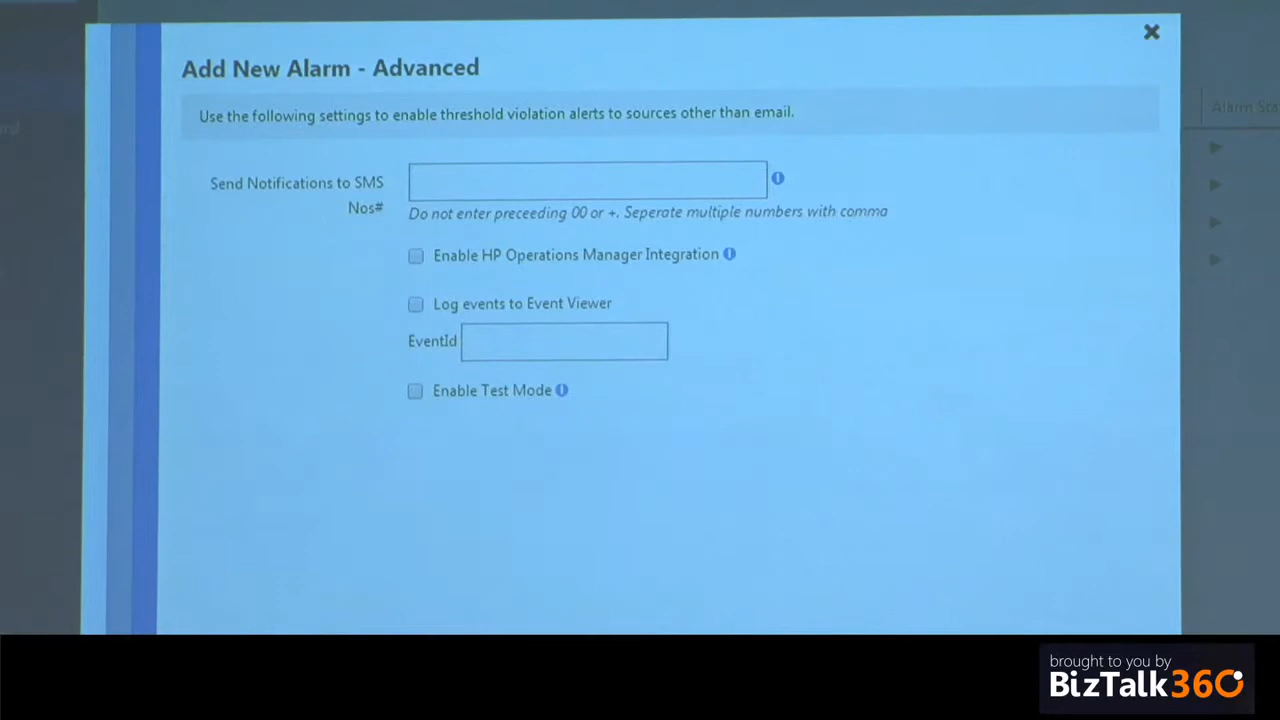 Add New Alarm - Advanced
Use the following settings to enable threshold violation alerts to sources other than email.
Alarm Sta
Send Notifications to SMS
Nos#
Do not enter preceeding 00 or +. Seperate multiple numbers with comma
Enable HP Operations Manager Integration
Log events to Event Viewer
EventId
Enable Test Mode
brought to you by
BizTalk360